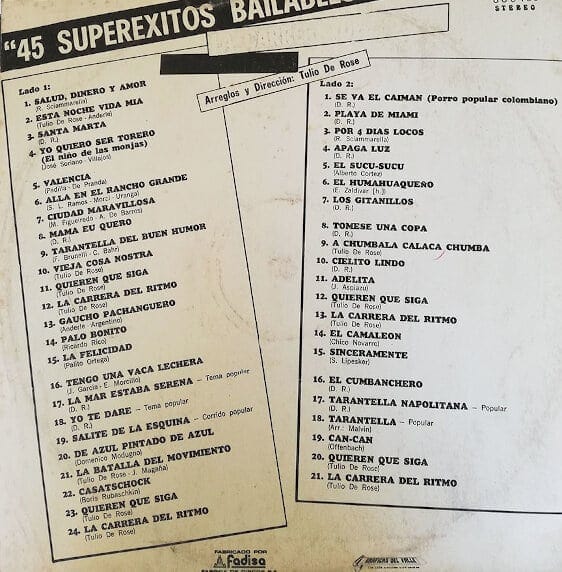 "45 SUPEREXITOS BAILABLES
STEREO
Arreglos y Dirección: Tulio De Rose
Lado 1:
1. SALUD, DINERO Y AMOR
(R. Sciammarella)
2. ESTA NOCHE VIDA MIA
(Tulio De Rose - Anderle)
3. SANTA MARTA
(D. R.)
4. YO QUIERO SER TORERO
(El nino de las monjas)
(José Soriano - Villajos)
5. VALENCIA
(Padilla - De Pranda)
6. ALLA EN EL RANCHO GRANDE
(S. L. Ramos - Morci - Uranga)
7. CIUDAD MARAVILLOSA
(M. Figueredo - A. De Barros)
8. MAMA EU QUERO
(D. R.)
9. TARANTELLA DEL BUEN HUMOR
(F. Brunelli - C. Bahr)
10. VIEJA COSA NOSTRA
(Tulio De Rose)
11. QUIEREN QUE SIGA
(Tulio De Rose)
12. LA CARRERA DEL RITMO
(Tulio De Rose)
13. GAUCHO PACHANGUERO
(Anderle - Argentino)
14. PALO BONITO
(Ricardo Rico)
15. LA FELICIDAD
(Palito Ortega)
16. TENGO UNA VACA LECHERA
(J. Garcia - E. Morcillo)
17. LA MAR ESTABA SERENA – Tema popular
(D. R.)
18. YO TE DARE – Tema popular
(D. R.)
19. SALITE DE LA ESQUINA – Corrido popular
20. DE AZUL PINTADO DE AZUL
(Domenico Modugno)
21. LA BATALLA DEL MOVIMIENTO
(Tulio De Rose - J. Magaña)
22. CASATSCHOCK
(Boris Rubaschkin)
23. QUIEREN QUE SIGA
(Tulio De Rose)
24. LA CARRERA DEL RITMO
(Tulio De Rose)
Lado 2:
1. SE VA EL CAIMAN (Porro popular colombiano)
(D. R.)
2. PLAYA DE MIAMI
(D. R.)
3. POR 4 DIAS LOCOS
(R. Sciammarella)
4. APAGA LUZ
(D. R.)
5. EL SUCU-SUCU
(Alberto Cortez)
6. EL HUMAHUAQUERO
(E. Zaldivar [h.])
7. LOS GITANILLOS
(D. R.)
8. TOMESE UNA COPA
(D. R.)
9. A CHUMBALA CALACA CHUMBA
(Tulio De Rose)
10. CIELITO LINDO
(D. R.)
11. ADELITA
(J. Aspiazu)
12. QUIEREN QUE SIGA
(Tulio De Rose)
13. LA CARRERA DEL RITMO
(Tulio De Rose)
14. EL CAMALEON
(Chico Novarro)
15. SINCERAMENTE
(S. Lipesker)
16. EL CUMBANCHERO
(D. R.)
17. TARANTELLA NAPOLITANA – Popular
(D. R.)
18. TARANTELLA – Popular
(Arr.: Malvin)
19. CAN-CAN
(Offenbach)
20. QUIEREN QUE SIGA
(Tulio De Rose)
21. LA CARRERA DEL RITMO
(Tulio De Rose)
FABRICADO POR
fadisa
GRAFICAS DEL VALLE